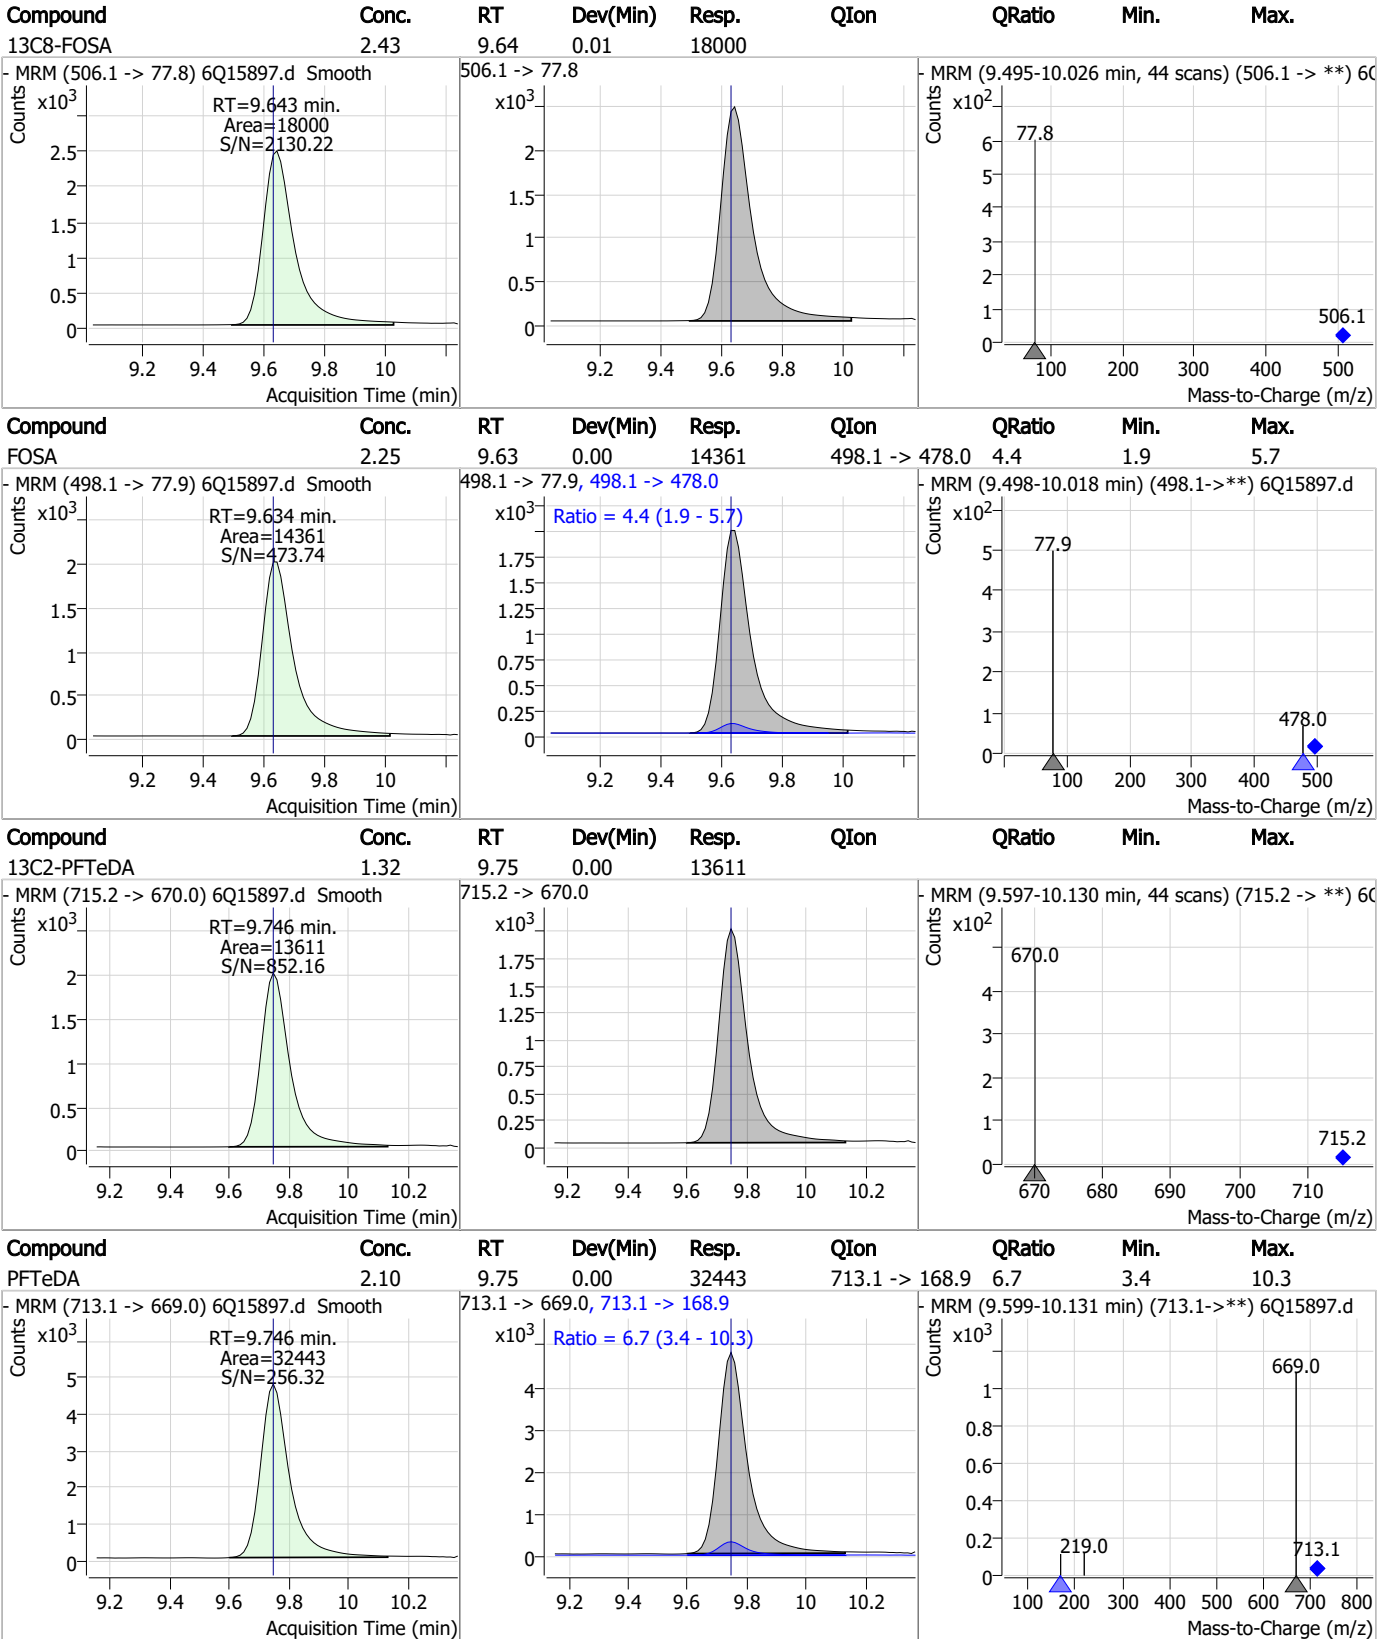 Compound Conc. RT Dev(Min) Resp. QIon QRatio Min. Max.
13C8-FOSA 2.43 9.64 0.01 18000
- MRM (506.1 -> 77.8) 6Q15897.d Smooth
506.1 -> 77.8
- MRM (9.495-10.026 min, 44 scans) (506.1 -> **) 6Q
Counts
x10³
RT=9.643 min.
Area=18000
S/N=2130.22
2.5
2
1.5
1
0.5
0
9.2 9.4 9.6 9.8 10
Acquisition Time (min)
x10³
2
1.5
1
0.5
0
9.2 9.4 9.6 9.8 10
Counts
x10²
77.8
6
5
4
3
2
1
0
506.1
100 200 300 400 500
Mass-to-Charge (m/z)
Compound Conc. RT Dev(Min) Resp. QIon QRatio Min. Max.
FOSA 2.25 9.63 0.00 14361 498.1 -> 478.0 4.4 1.9 5.7
- MRM (498.1 -> 77.9) 6Q15897.d Smooth
498.1 -> 77.9, 498.1 -> 478.0
- MRM (9.498-10.018 min) (498.1->**) 6Q15897.d
Counts
x10³
RT=9.634 min.
Area=14361
S/N=473.74
2
1.5
1
0.5
0
9.2 9.4 9.6 9.8 10
Acquisition Time (min)
x10³
Ratio = 4.4 (1.9 - 5.7)
1.75
1.5
1.25
1
0.75
0.5
0.25
0
9.2 9.4 9.6 9.8 10
Counts
x10²
77.9
5
4
3
2
1
0
478.0
100 200 300 400 500
Mass-to-Charge (m/z)
Compound Conc. RT Dev(Min) Resp. QIon QRatio Min. Max.
13C2-PFTeDA 1.32 9.75 0.00 13611
- MRM (715.2 -> 670.0) 6Q15897.d Smooth
715.2 -> 670.0
- MRM (9.597-10.130 min, 44 scans) (715.2 -> **) 6Q
Counts
x10³
RT=9.746 min.
Area=13611
S/N=852.16
2
1.5
1
0.5
0
9.2 9.4 9.6 9.8 10 10.2
Acquisition Time (min)
x10³
1.75
1.5
1.25
1
0.75
0.5
0.25
0
9.2 9.4 9.6 9.8 10 10.2
Counts
x10²
670.0
4
3
2
1
0
715.2
670 680 690 700 710
Mass-to-Charge (m/z)
Compound Conc. RT Dev(Min) Resp. QIon QRatio Min. Max.
PFTeDA 2.10 9.75 0.00 32443 713.1 -> 168.9 6.7 3.4 10.3
- MRM (713.1 -> 669.0) 6Q15897.d Smooth
713.1 -> 669.0, 713.1 -> 168.9
- MRM (9.599-10.131 min) (713.1->**) 6Q15897.d
Counts
x10³
RT=9.746 min.
Area=32443
S/N=256.32
5
4
3
2
1
0
9.2 9.4 9.6 9.8 10 10.2
Acquisition Time (min)
x10³
Ratio = 6.7 (3.4 - 10.3)
4
3
2
1
0
9.2 9.4 9.6 9.8 10 10.2
Counts
x10³
669.0
1
0.8
0.6
0.4
0.2
0
219.0
713.1
100 200 300 400 500 600 700 800
Mass-to-Charge (m/z)